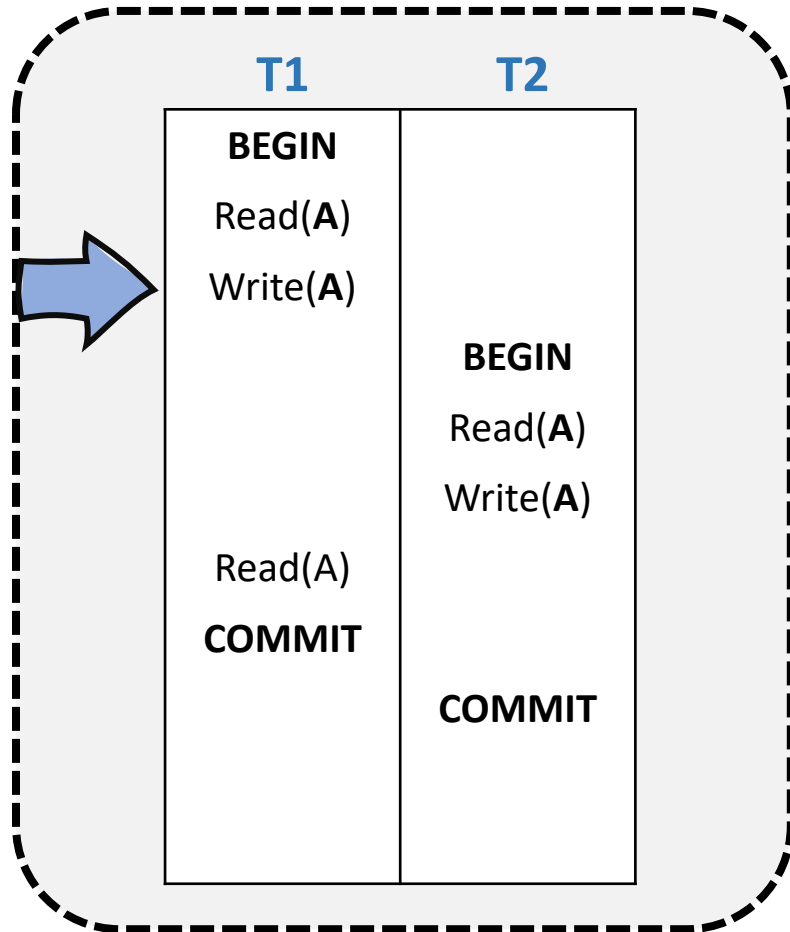 T1 T2
BEGIN
Read(A)
Write(A)
BEGIN
Read(A)
Write(A)
Read(A)
COMMIT
COMMIT